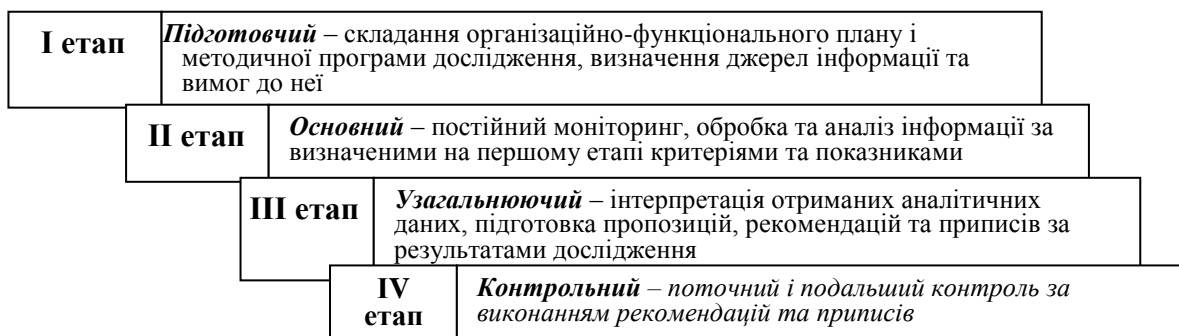 I етап
Підготовчий – складання організаційно-функціонального плану і
методичної програми дослідження, визначення джерел інформації та
вимог до неї
II етап
Основний – постійний моніторинг, обробка та аналіз інформації за
визначеними на першому етапі критеріями та показниками
III етап
Узагальнюючий – інтерпретація отриманих аналітичних
даних, підготовка пропозицій, рекомендацій та приписів за
результатами дослідження
IV
етап
Контрольний – поточний і подальший контроль за
виконанням рекомендацій та приписів